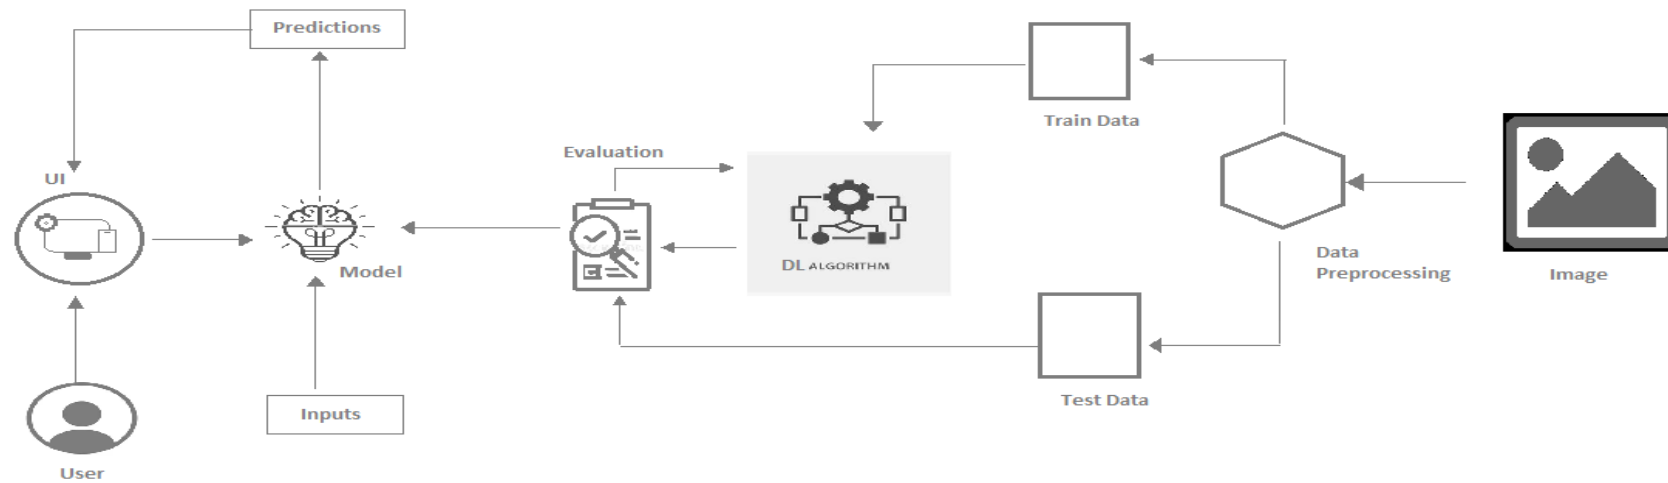 Predictions
Train Data
Evaluation
UI
DL ALGORITHM
Data
Preprocessing
Image
Model
Inputs
Test Data
User